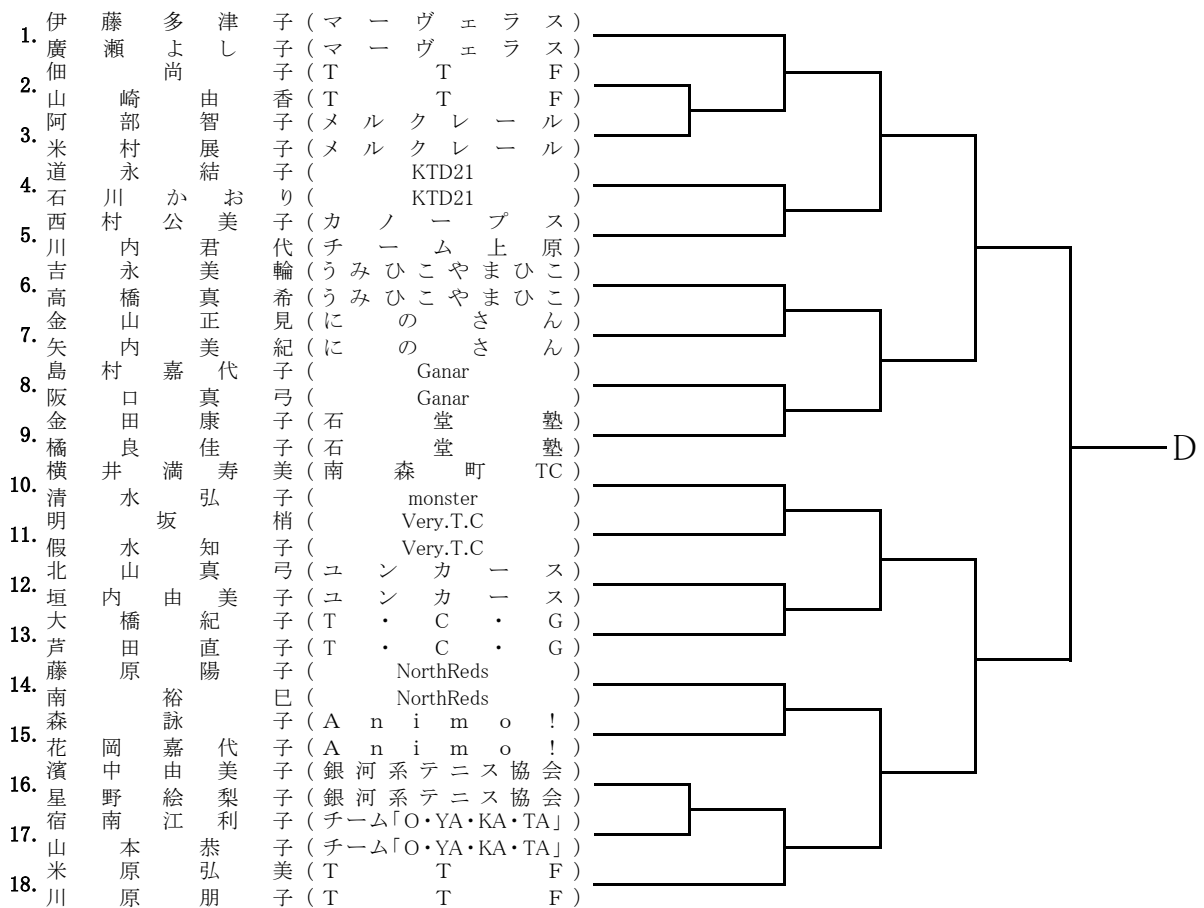 1. 伊藤多津子(マーヴェラス)
廣瀬よし子(マーヴェラス)
2. 佃尚子(TTF)
山崎由香(TTF)
3. 阿部智子(メルクレール)
米村展子(メルクレール)
4. 道永結子(KTD21)
石川かおり(KTD21)
5. 西村公美子(カノープス)
川内君代(チーム上原)
6. 吉永美輪(うみひこやまひこ)
高橋真希(うみひこやまひこ)
7. 金山正見(にのさん)
矢内美紀(にのさん)
8. 島村嘉代子(Ganar)
阪口真弓(Ganar)
9. 金田康子(石堂塾)
橘良佳子(石堂塾)
10. 横井満寿美(南森町TC)
清水弘子(monster)
11. 明坂梢(Very.T.C)
假水知子(Very.T.C)
12. 北山真弓(ユンカース)
垣内由美子(ユンカース)
13. 大橋紀子(T・C・G)
芦田直子(T・C・G)
14. 藤原陽子(NorthReds)
南裕巳(NorthReds)
15. 森詠子(Animo!)
花岡嘉代子(Animo!)
16. 濱中由美子(銀河系テニス協会)
星野絵梨子(銀河系テニス協会)
17. 宿南江利子(チーム「O・YA・KA・TA」)
山本恭子(チーム「O・YA・KA・TA」)
18. 米原弘美(TTF)
川原朋子(TTF)
D